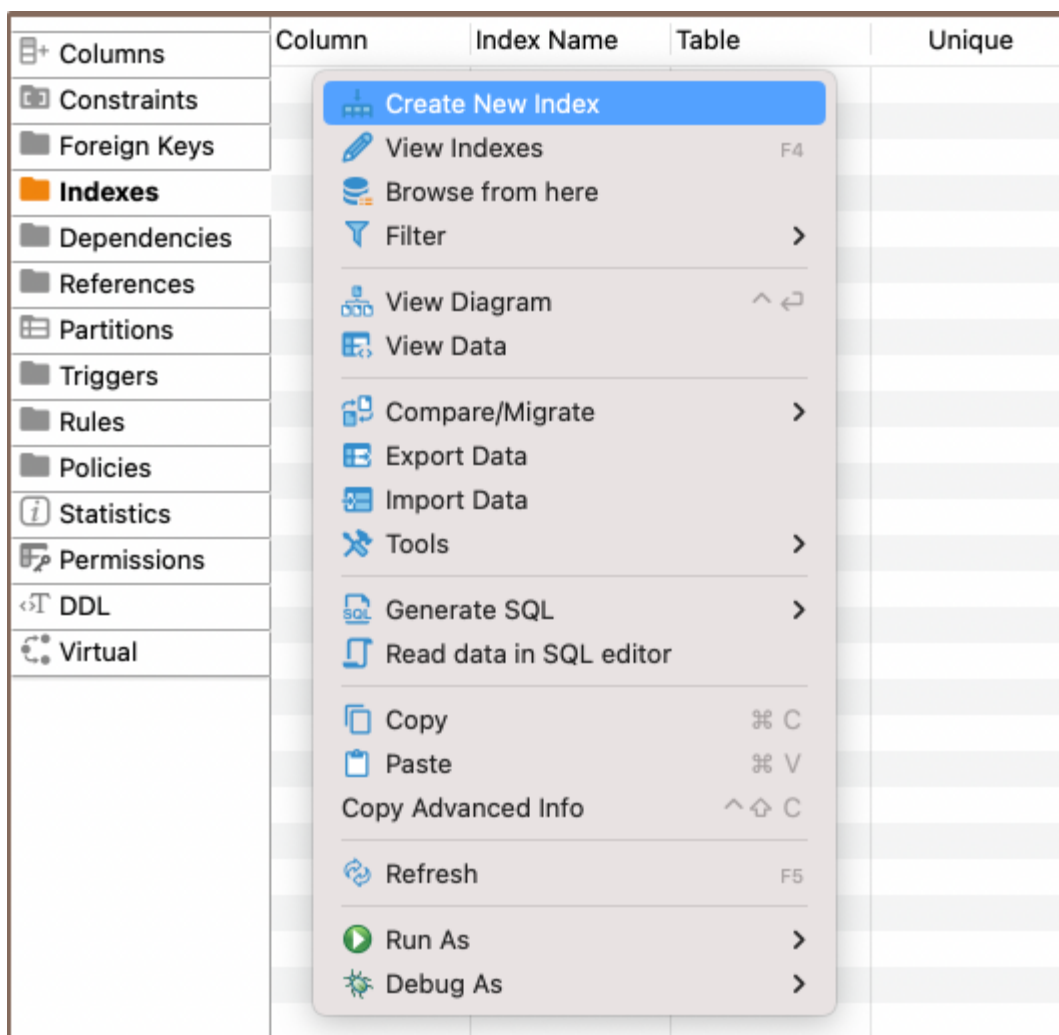 Column Index Name Table Unique
Columns
Constraints
Foreign Keys
Indexes
Dependencies
References
Partitions
Triggers
Rules
Policies
Statistics
Permissions
DDL
Virtual
Create New Index
View Indexes F4
Browse from here
Filter
View Diagram ^ ⏎
View Data
Compare/Migrate
Export Data
Import Data
Tools
Generate SQL
Read data in SQL editor
Copy ⌘ C
Paste ⌘ V
Copy Advanced Info ^ ⇧ C
Refresh F5
Run As
Debug As